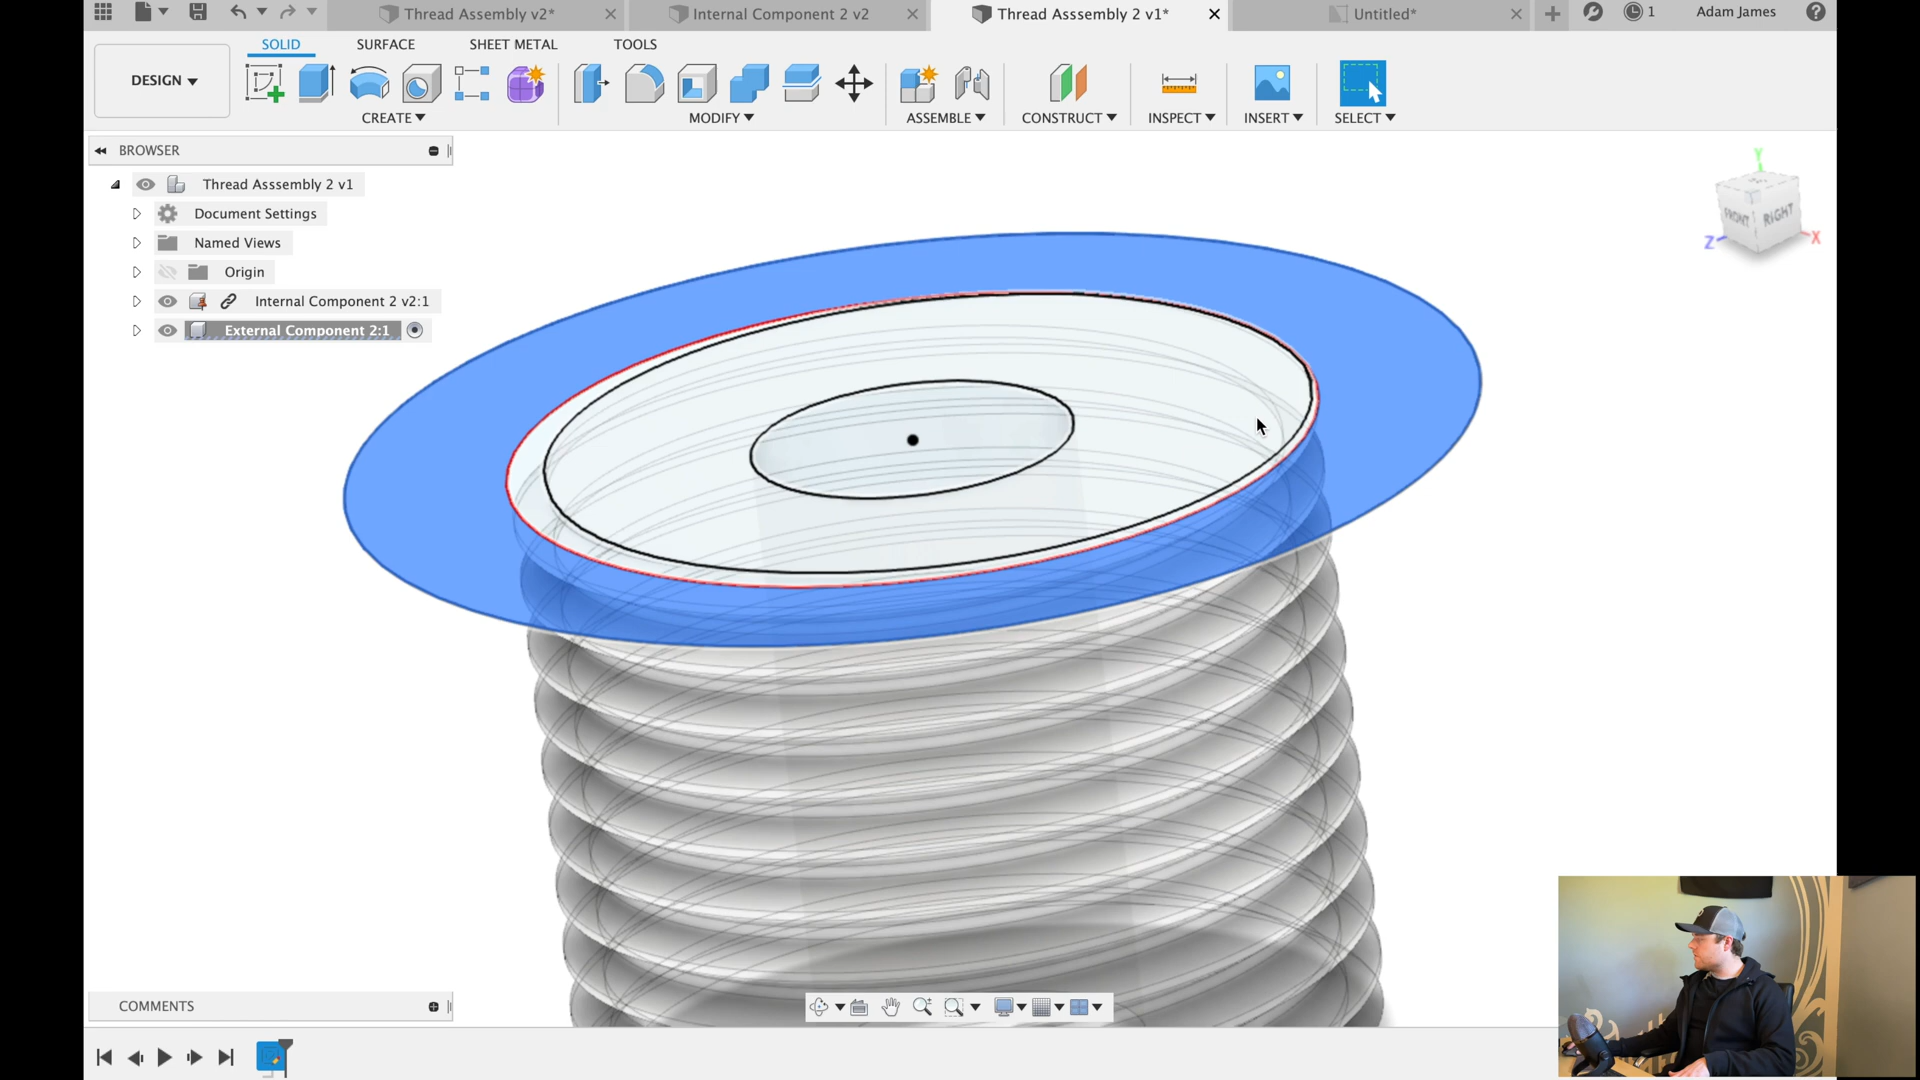 Thread Assembly v2*
Internal Component 2 v2
Thread Asssembly 2 v1*
Untitled*
1
Adam James
SOLID
SURFACE
SHEET METAL
TOOLS
DESIGN
CREATE
MODIFY
ASSEMBLE
CONSTRUCT
INSPECT
INSERT
SELECT
BROWSER
Thread Asssembly 2 v1
Document Settings
Named Views
Origin
Internal Component 2 v2:1
External Component 2:1
Y
FRONT
RIGHT
Z
X
COMMENTS